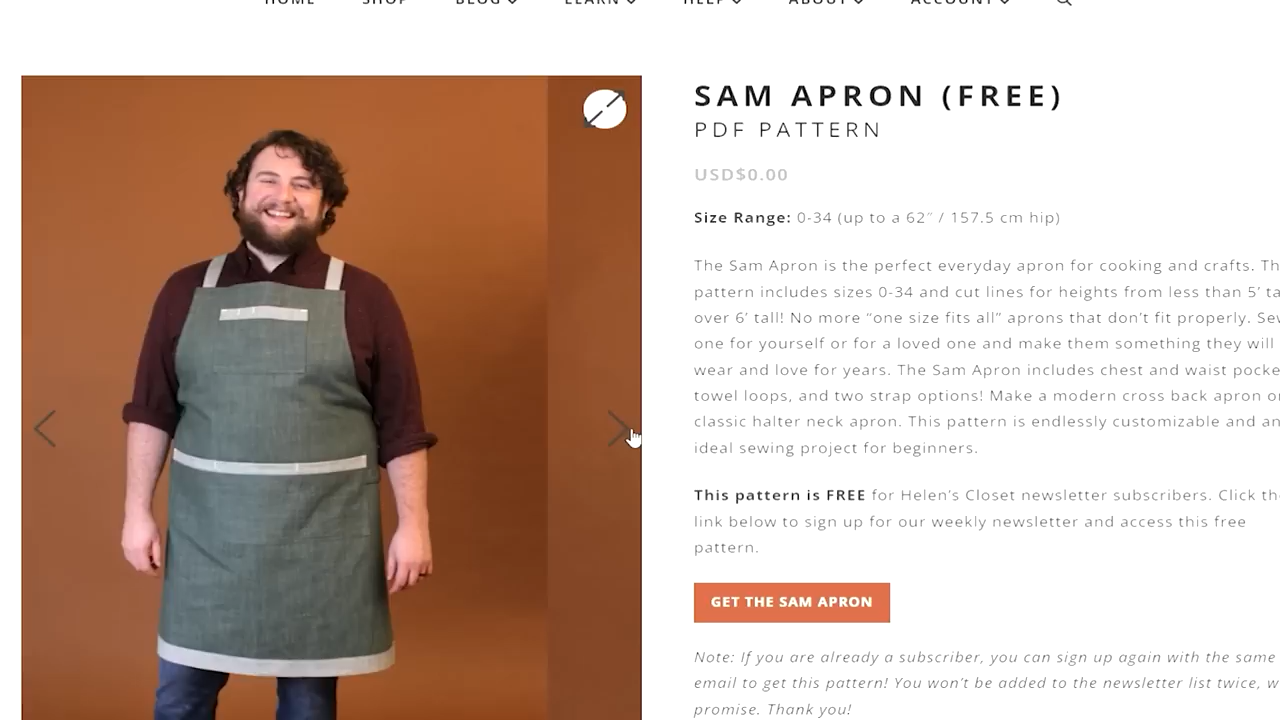 HOME SHOP BLOG LEARN HELP ABOUT ACCOUNT
SAM APRON (FREE)
PDF PATTERN
USD$0.00
Size Range: 0-34 (up to a 62″ / 157.5 cm hip)
The Sam Apron is the perfect everyday apron for cooking and crafts. Th
pattern includes sizes 0-34 and cut lines for heights from less than 5’ ta
over 6’ tall! No more “one size fits all” aprons that don’t fit properly. Sew
one for yourself or for a loved one and make them something they will
wear and love for years. The Sam Apron includes chest and waist pocke
towel loops, and two strap options! Make a modern cross back apron or
classic halter neck apron. This pattern is endlessly customizable and an
ideal sewing project for beginners.
This pattern is FREE for Helen’s Closet newsletter subscribers. Click th
link below to sign up for our weekly newsletter and access this free
pattern.
GET THE SAM APRON
Note: If you are already a subscriber, you can sign up again with the same
email to get this pattern! You won’t be added to the newsletter list twice, w
promise. Thank you!